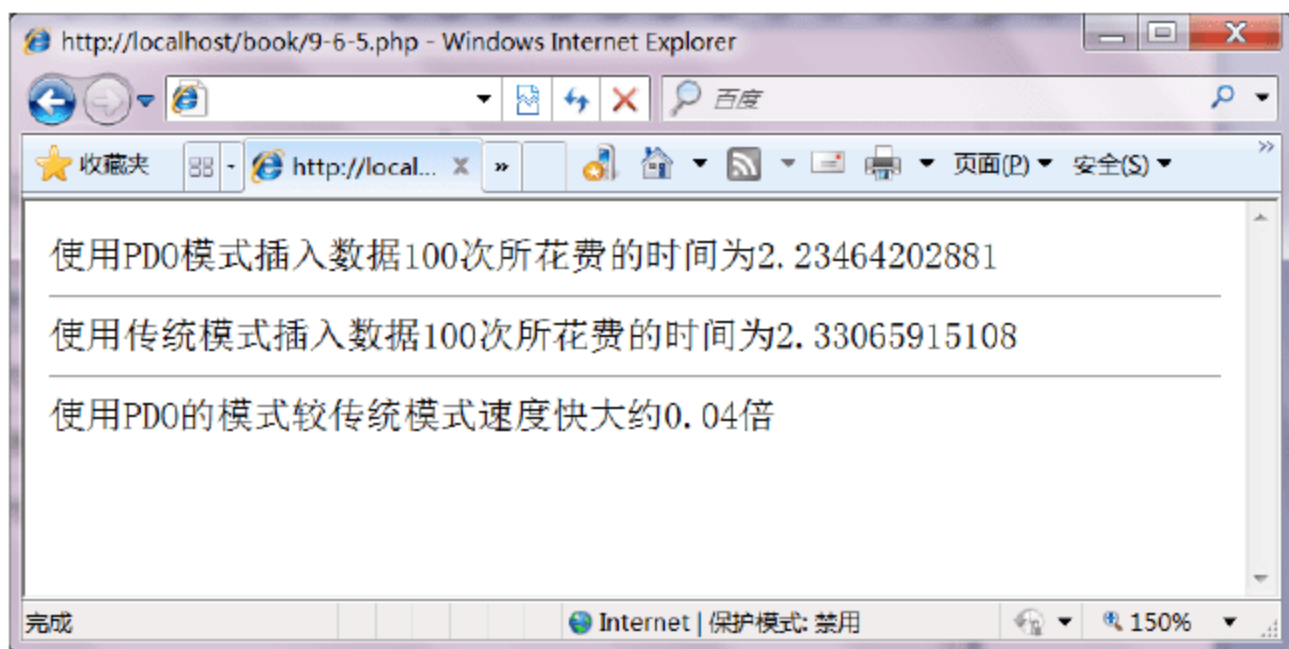 http://localhost/book/9-6-5.php - Windows Internet Explorer
百度
收藏夹 http://local... 页面(P) 安全(S)
使用PDO模式插入数据100次所花费的时间为2.23464202881
使用传统模式插入数据100次所花费的时间为2.33065915108
使用PDO的模式较传统模式速度快大约0.04倍
完成 Internet | 保护模式: 禁用 150%